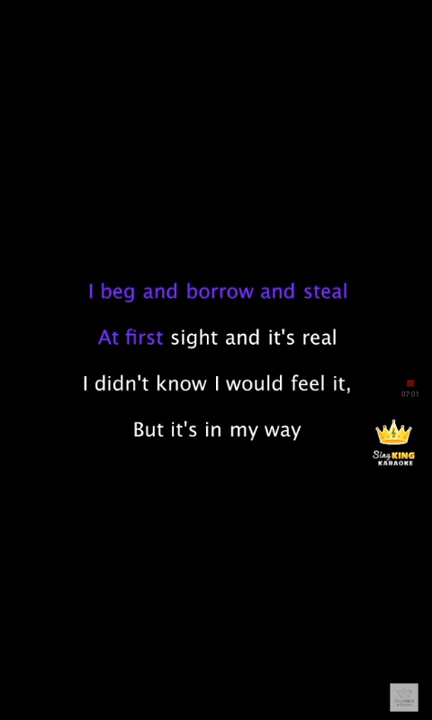 I beg and borrow and steal
At first sight and it's real
I didn't know I would feel it,
But it's in my way
07:01
Sing KING
KARAOKE